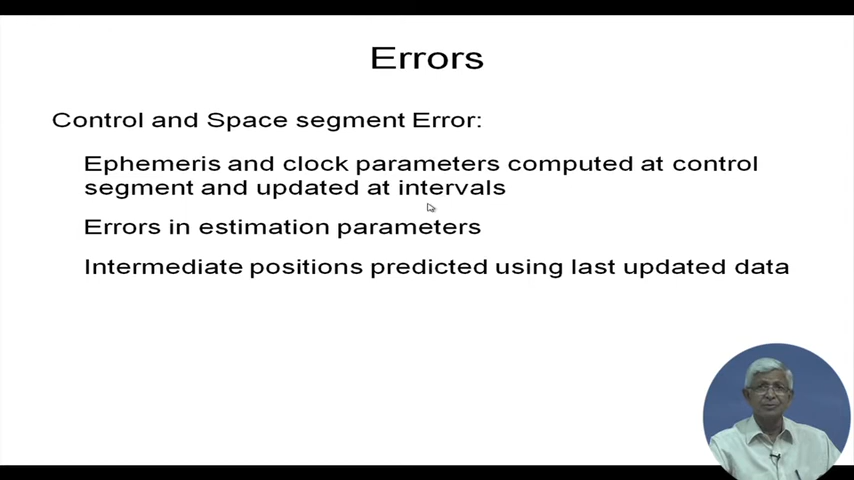 Errors
Control and Space segment Error:
Ephemeris and clock parameters computed at control
segment and updated at intervals
Errors in estimation parameters
Intermediate positions predicted using last updated data